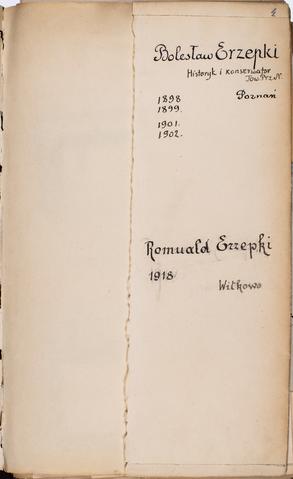 4
Bolesław Erzepki
Historyk i konserwator
Tow. Prz. N.
1898 Poznań
1899.
1901.
1902.
Romuald Erzepki
1918
Witkowo